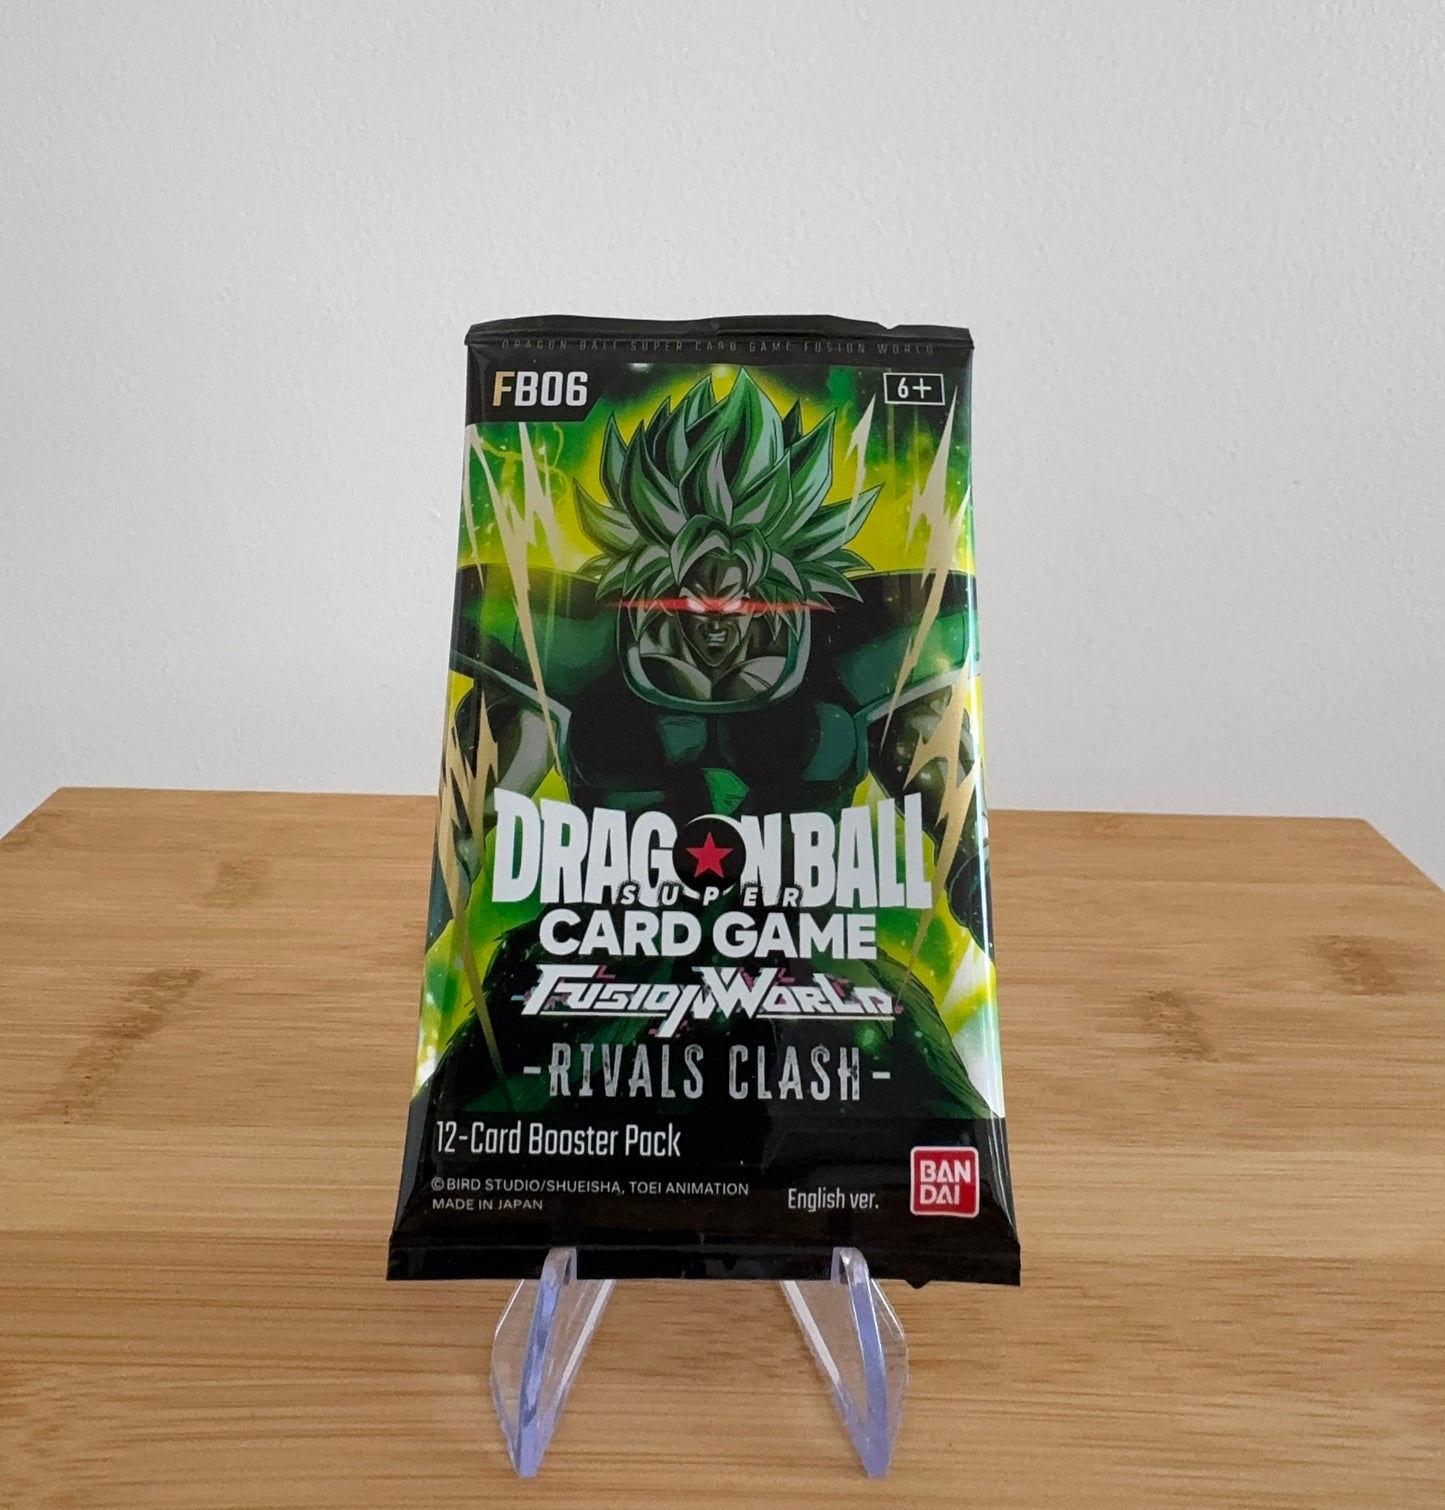 DRAGON BALL SUPER CARD GAME FUSION WORLD
FB06
6+
DRAGON BALL
SUPER
CARD GAME
FUSION WORLD
-RIVALS CLASH-
12-Card Booster Pack
©BIRD STUDIO/SHUEISHA, TOEI ANIMATION
MADE IN JAPAN
English ver.
BAN
DAI